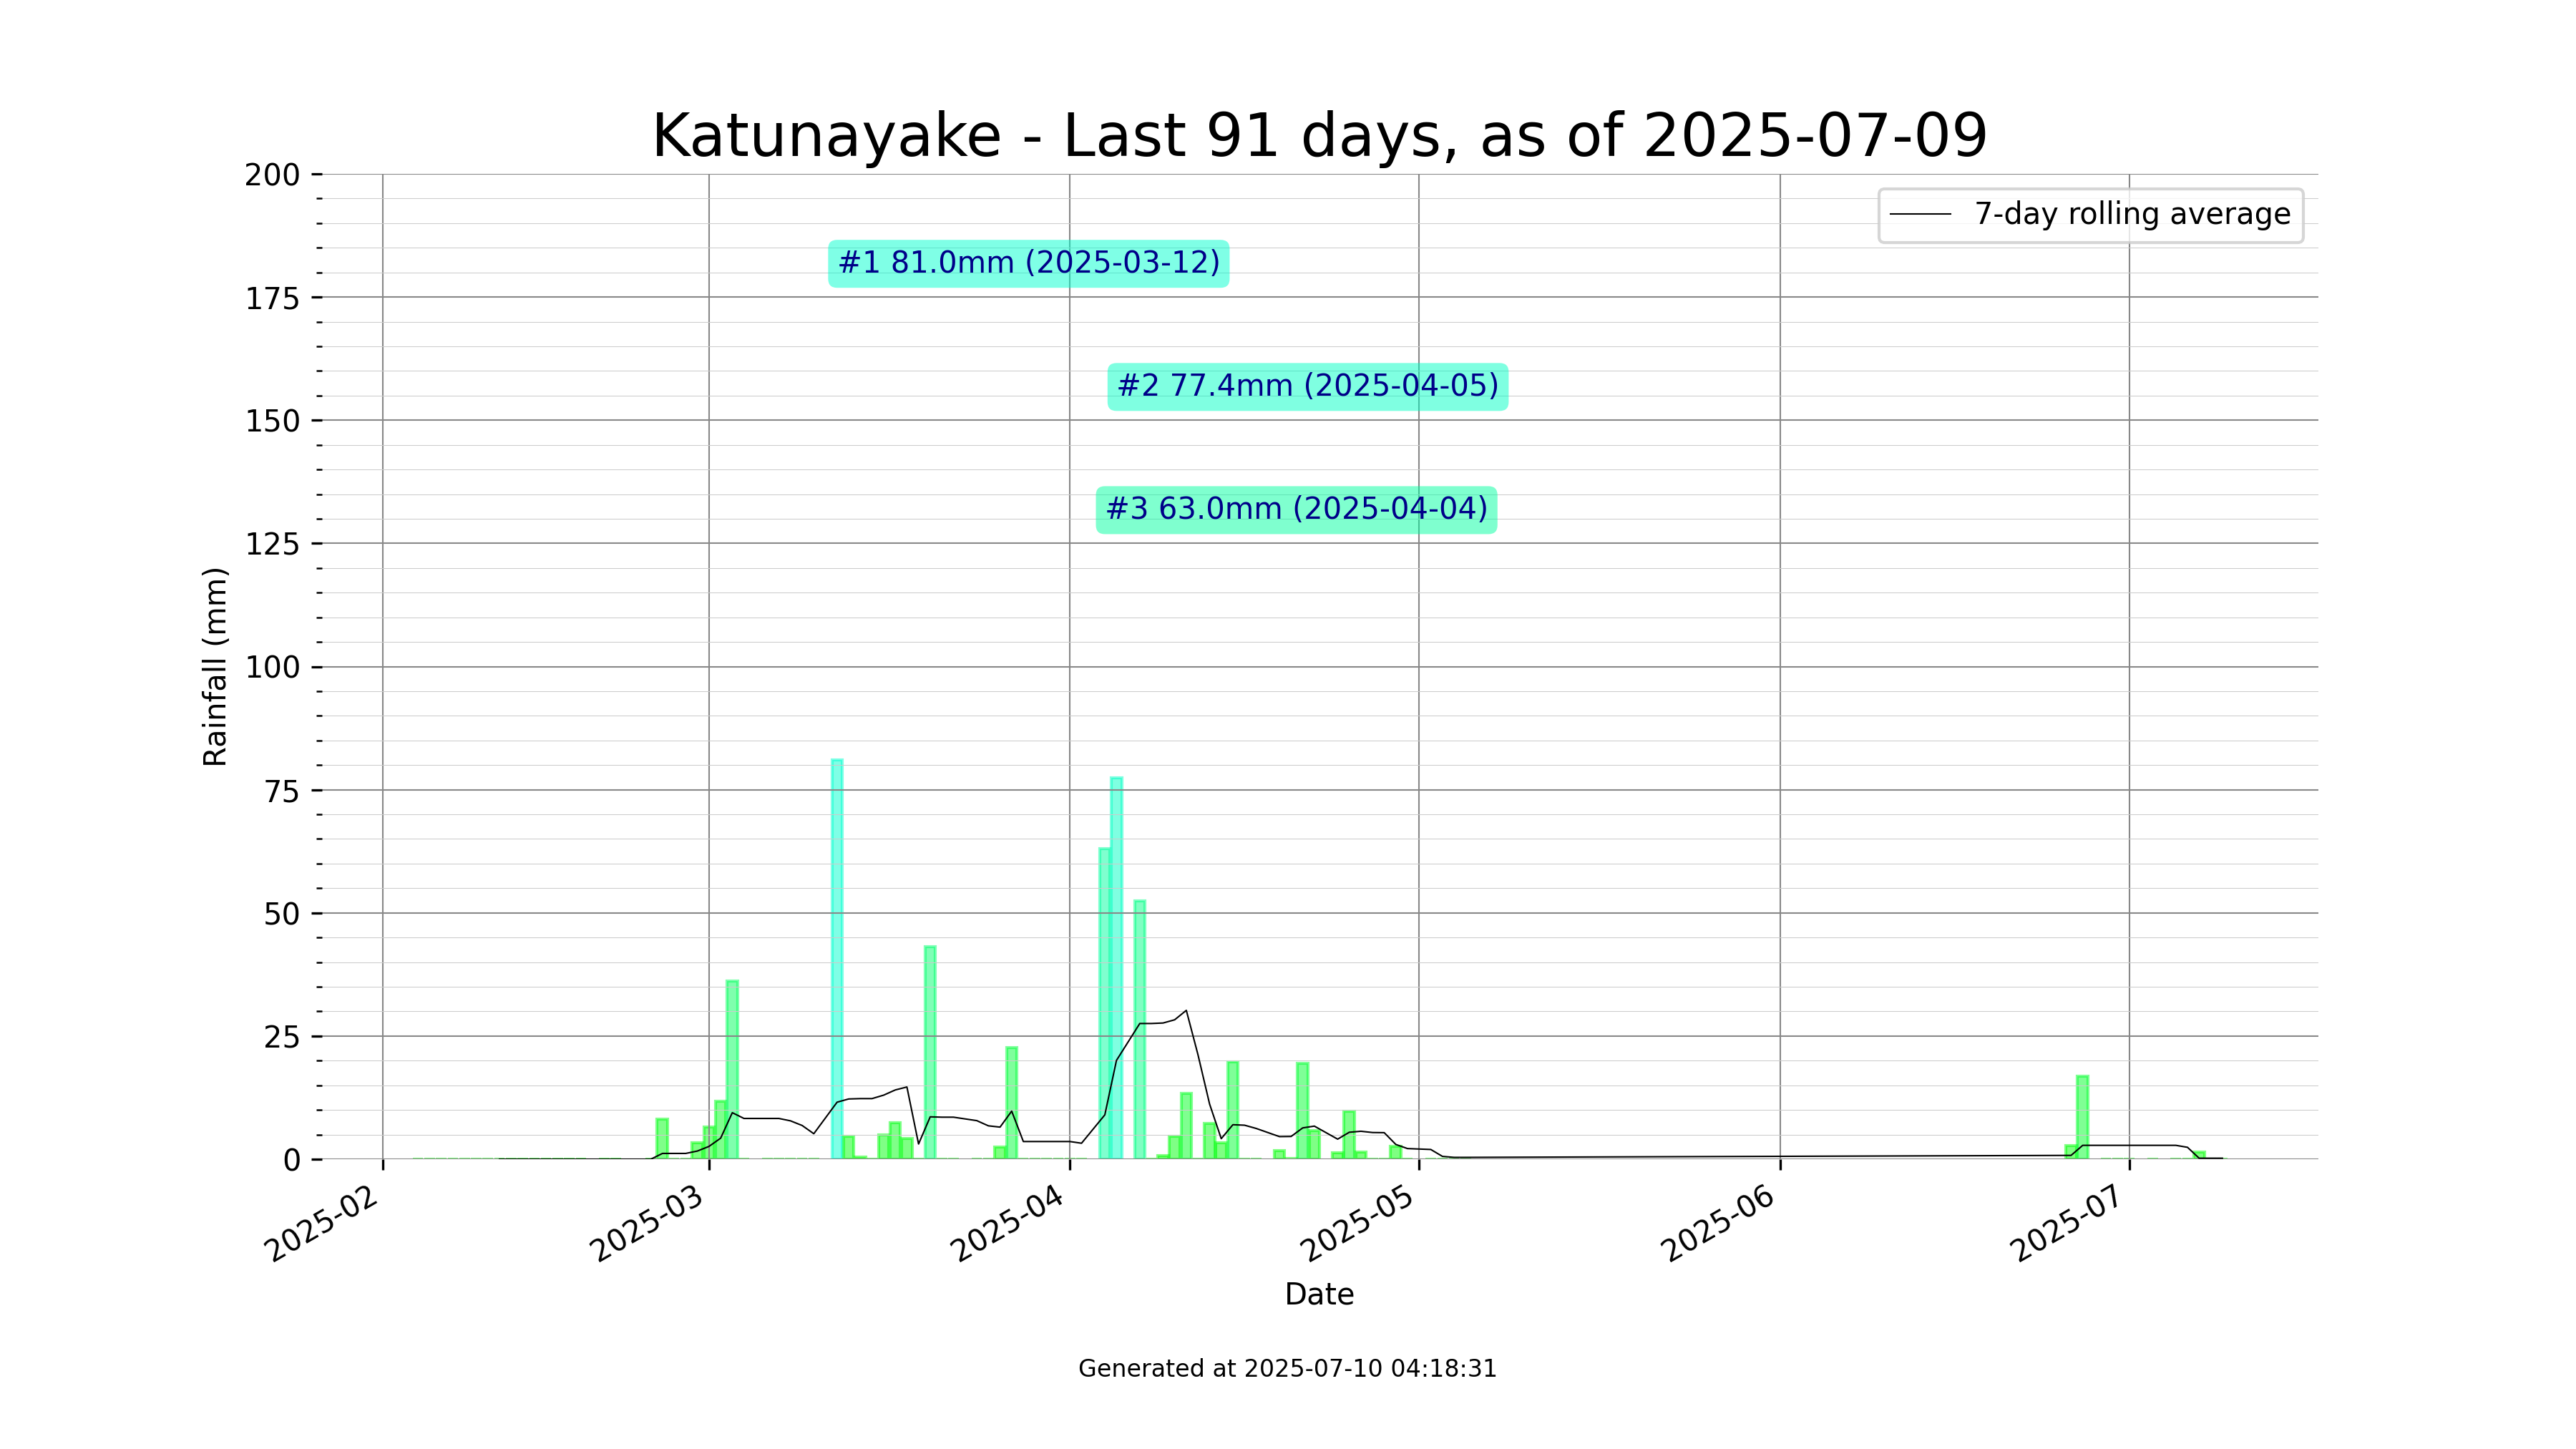 Katunayake - Last 91 days, as of 2025-07-09
7-day rolling average
#1 81.0mm (2025-03-12)
#2 77.4mm (2025-04-05)
#3 63.0mm (2025-04-04)
Rainfall (mm)
200
175
150
125
100
75
50
25
0
2025-02
2025-03
2025-04
2025-05
2025-06
2025-07
Date
Generated at 2025-07-10 04:18:31